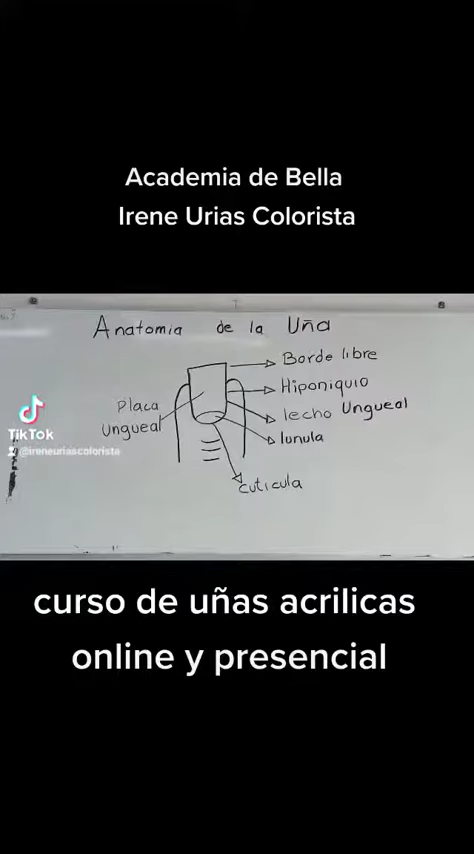 Academia de Bella
Irene Urias Colorista
Anatomia de la Uña
Borde libre
Hiponiquio
Placa
Ungueal
lecho Ungueal
lunula
cuticula
TikTok
@ireneuriascolorista
curso de uñas acrilicas
online y presencial